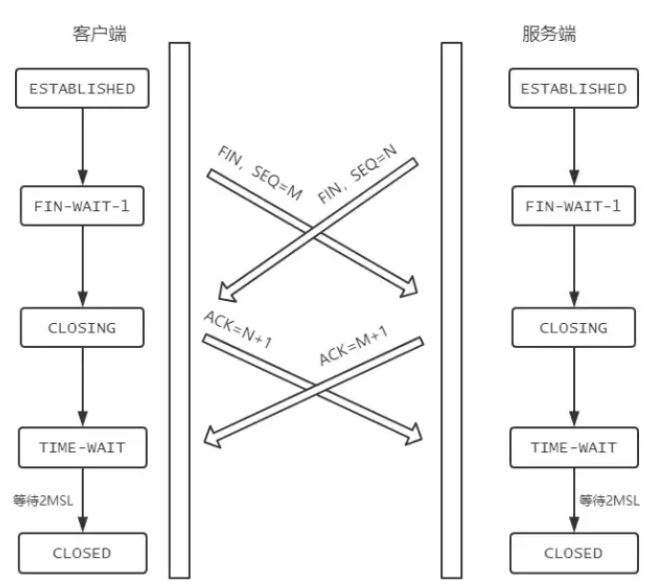 客户端 服务端
ESTABLISHED ESTABLISHED
FIN, SEQ=M FIN, SEQ=N
FIN-WAIT-1 FIN-WAIT-1
CLOSING CLOSING
ACK=N+1 ACK=M+1
TIME-WAIT TIME-WAIT
等待2MSL 等待2MSL
CLOSED CLOSED